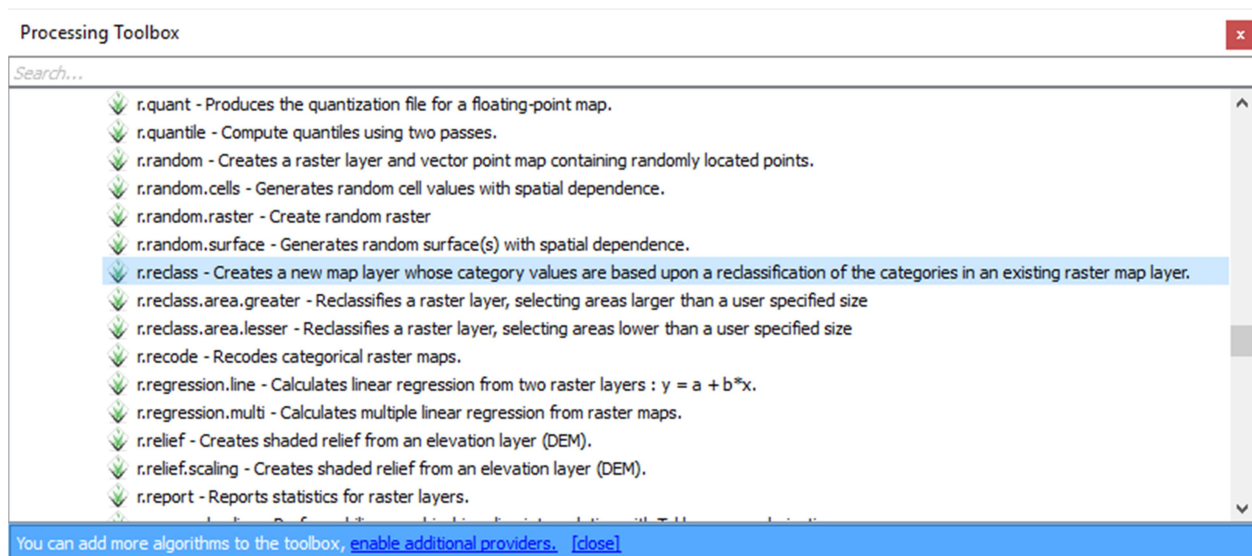 Processing Toolbox
x
Search...
r.quant - Produces the quantization file for a floating-point map.
r.quantile - Compute quantiles using two passes.
r.random - Creates a raster layer and vector point map containing randomly located points.
r.random.cells - Generates random cell values with spatial dependence.
r.random.raster - Create random raster
r.random.surface - Generates random surface(s) with spatial dependence.
r.reclass - Creates a new map layer whose category values are based upon a reclassification of the categories in an existing raster map layer.
r.reclass.area.greater - Reclassifies a raster layer, selecting areas larger than a user specified size
r.reclass.area.lesser - Reclassifies a raster layer, selecting areas lower than a user specified size
r.recode - Recodes categorical raster maps.
r.regression.line - Calculates linear regression from two raster layers : y = a + b*x.
r.regression.multi - Calculates multiple linear regression from raster maps.
r.relief - Creates shaded relief from an elevation layer (DEM).
r.relief.scaling - Creates shaded relief from an elevation layer (DEM).
r.report - Reports statistics for raster layers.
You can add more algorithms to the toolbox, enable additional providers. [close]